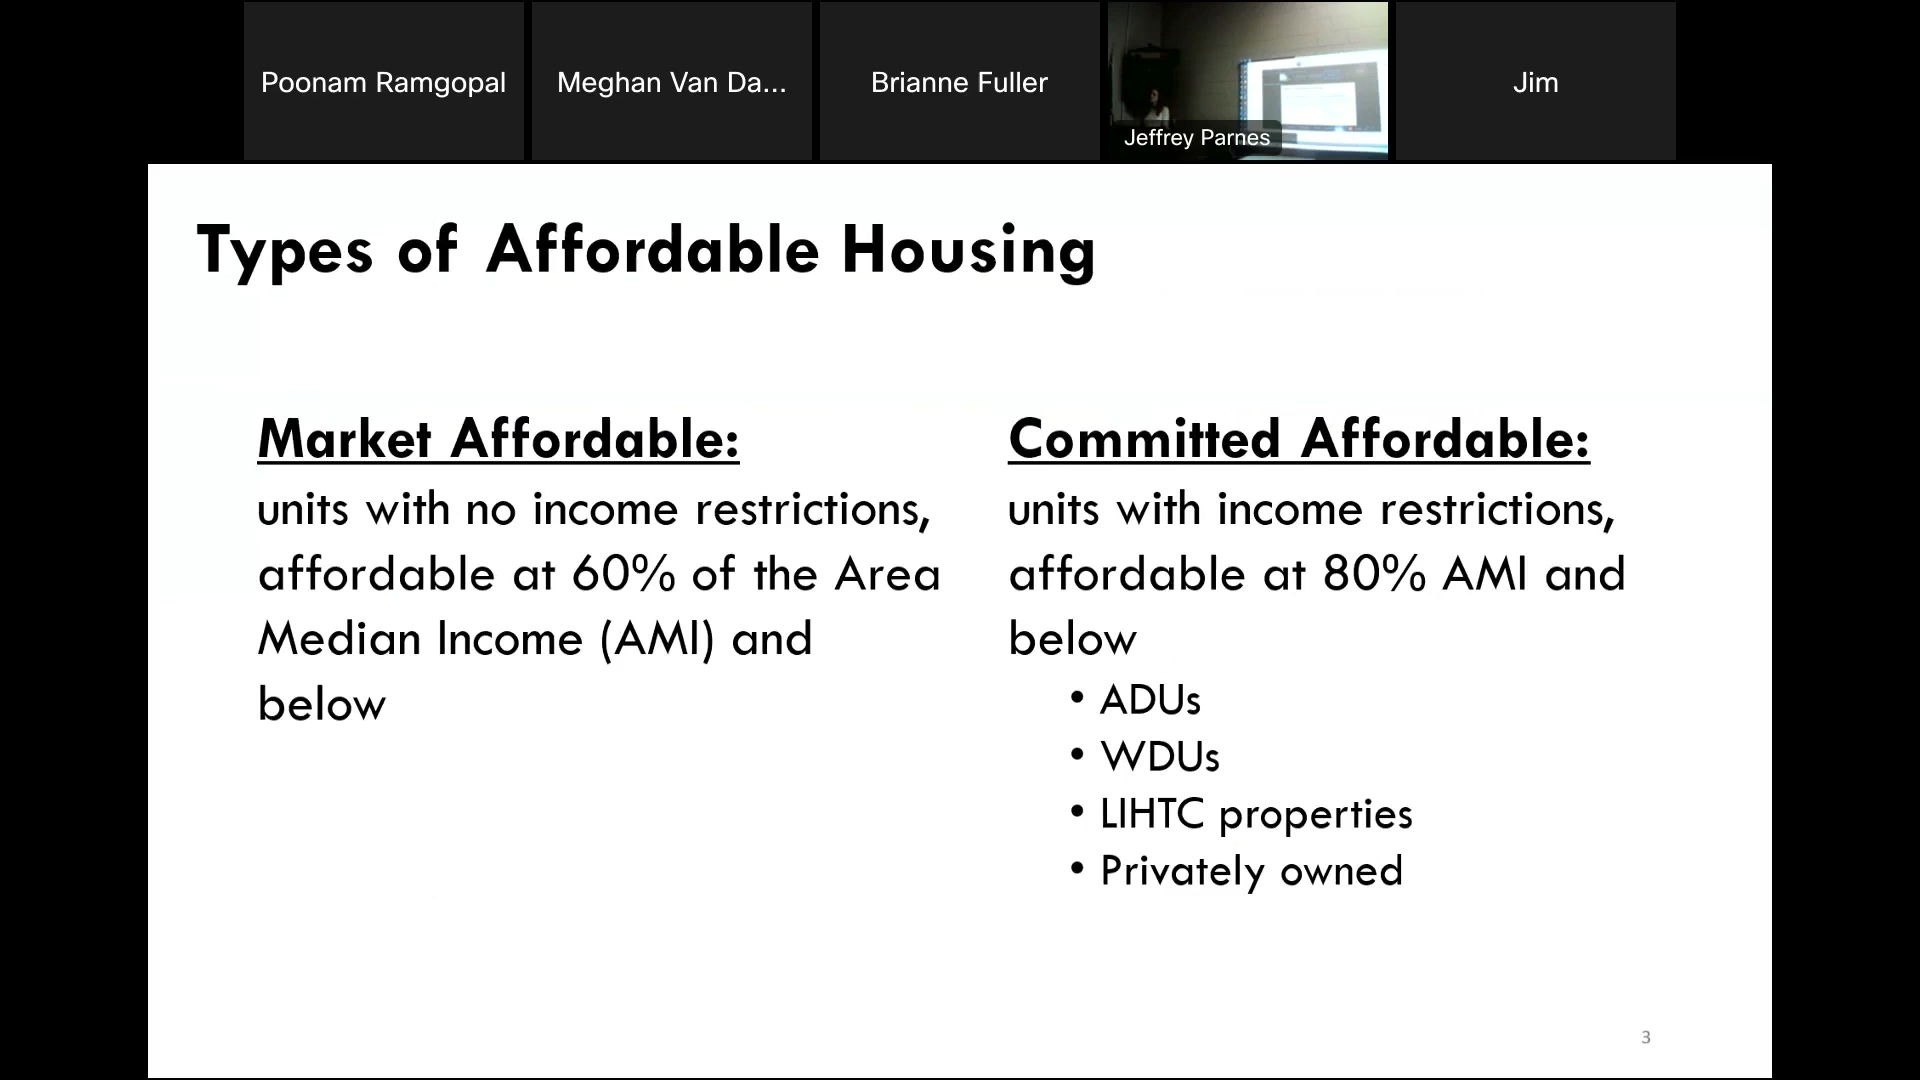 Poonam Ramgopal
Meghan Van Da...
Brianne Fuller
Jeffrey Parnes
Jim
Types of Affordable Housing
Market Affordable:
units with no income restrictions,
affordable at 60% of the Area
Median Income (AMI) and
below
Committed Affordable:
units with income restrictions,
affordable at 80% AMI and
below
• ADUs
• WDUs
• LIHTC properties
• Privately owned
3